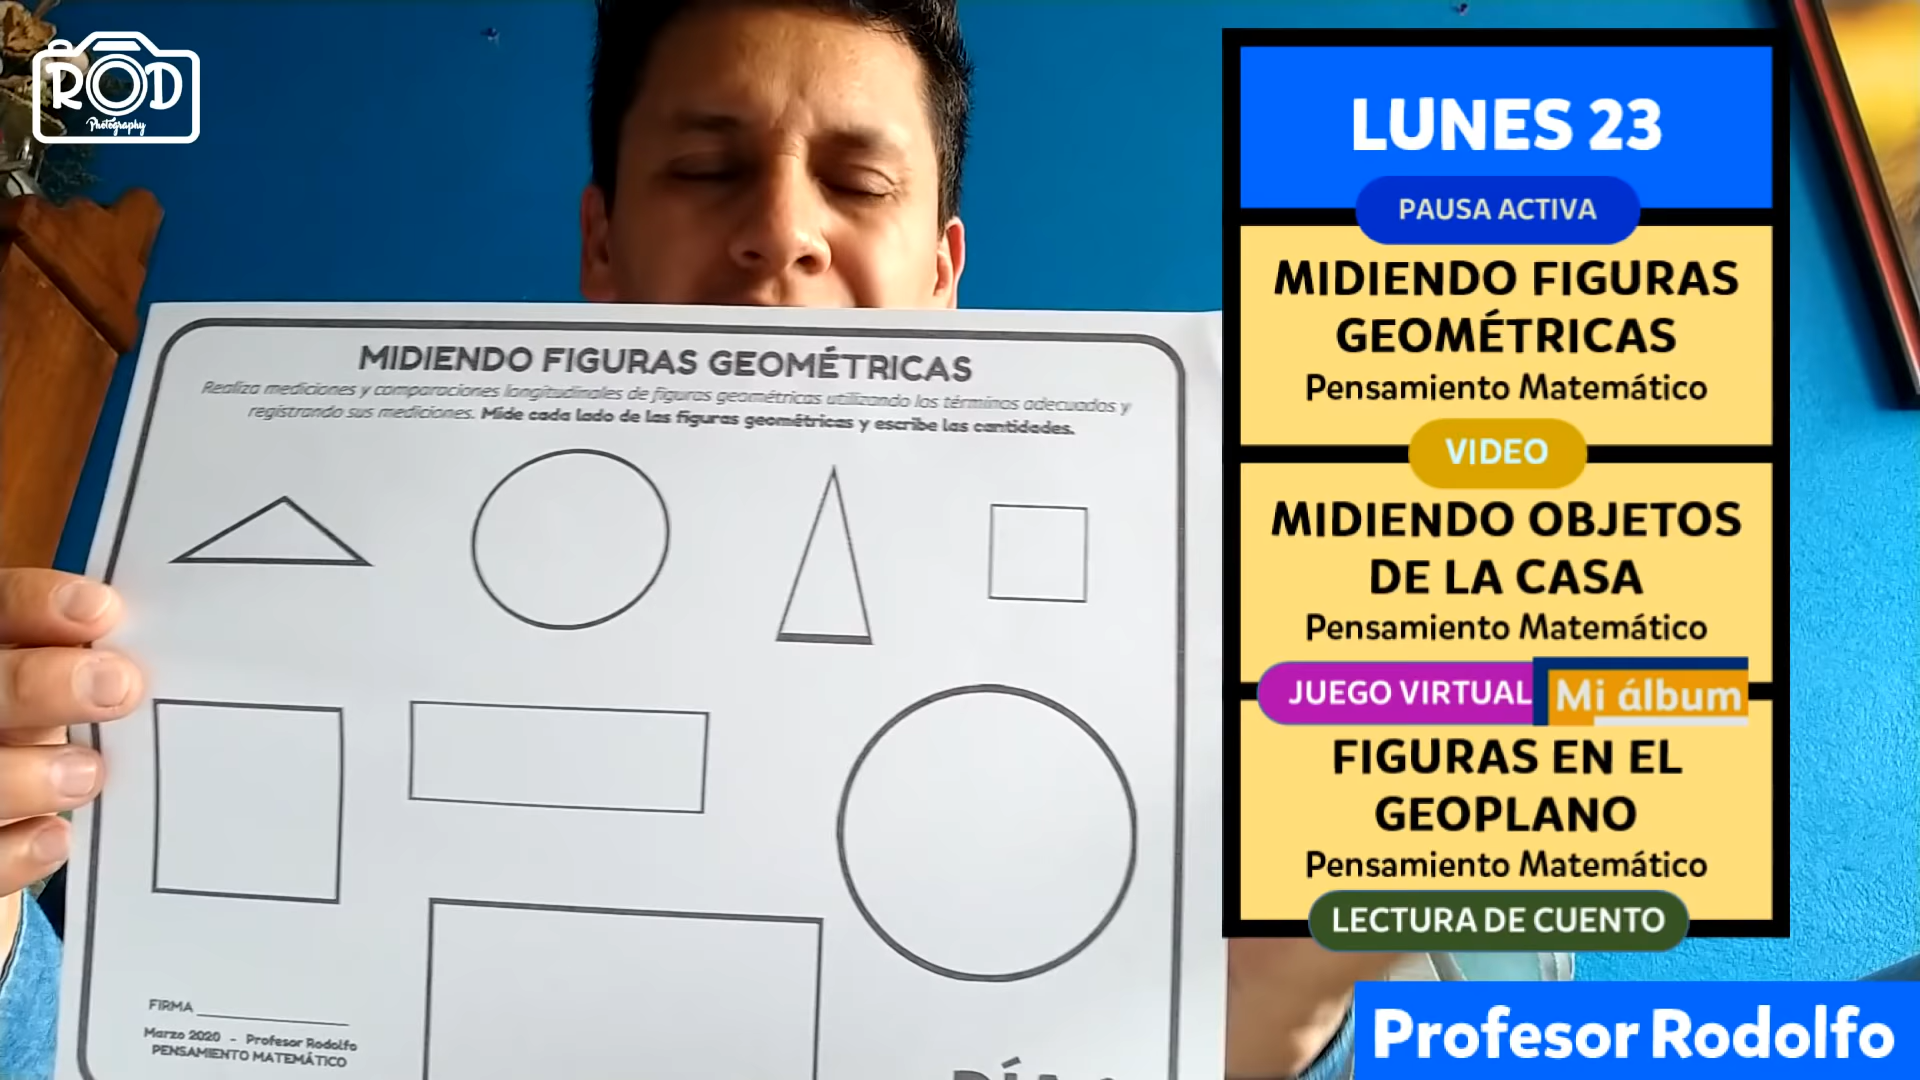 ROD
Photography
MIDIENDO FIGURAS GEOMÉTRICAS
Realiza mediciones y comparaciones longitudinales de figuras geométricas utilizando los términos adecuados y
registrando sus mediciones. Mide cada lado de las figuras geométricas y escribe las cantidades.
FIRMA
Marzo 2020 - Profesor Rodolfo
PENSAMIENTO MATEMÁTICO
LUNES 23
PAUSA ACTIVA
MIDIENDO FIGURAS
GEOMÉTRICAS
Pensamiento Matemático
VIDEO
MIDIENDO OBJETOS
DE LA CASA
Pensamiento Matemático
JUEGO VIRTUAL Mi álbum
FIGURAS EN EL
GEOPLANO
Pensamiento Matemático
LECTURA DE CUENTO
Profesor Rodolfo